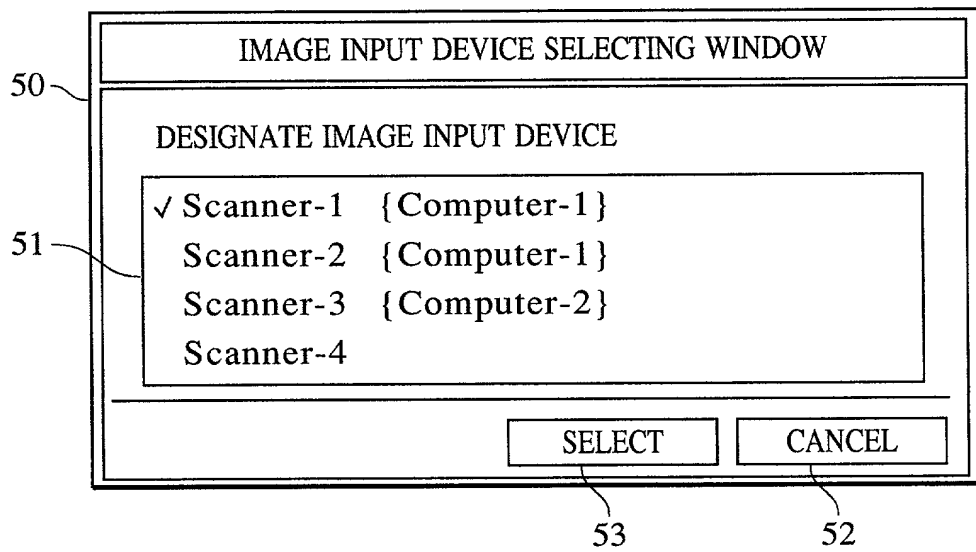 IMAGE INPUT DEVICE SELECTING WINDOW
50
DESIGNATE IMAGE INPUT DEVICE
✓ Scanner-1 {Computer-1}
51
Scanner-2 {Computer-1}
Scanner-3 {Computer-2}
Scanner-4
SELECT CANCEL
53 52